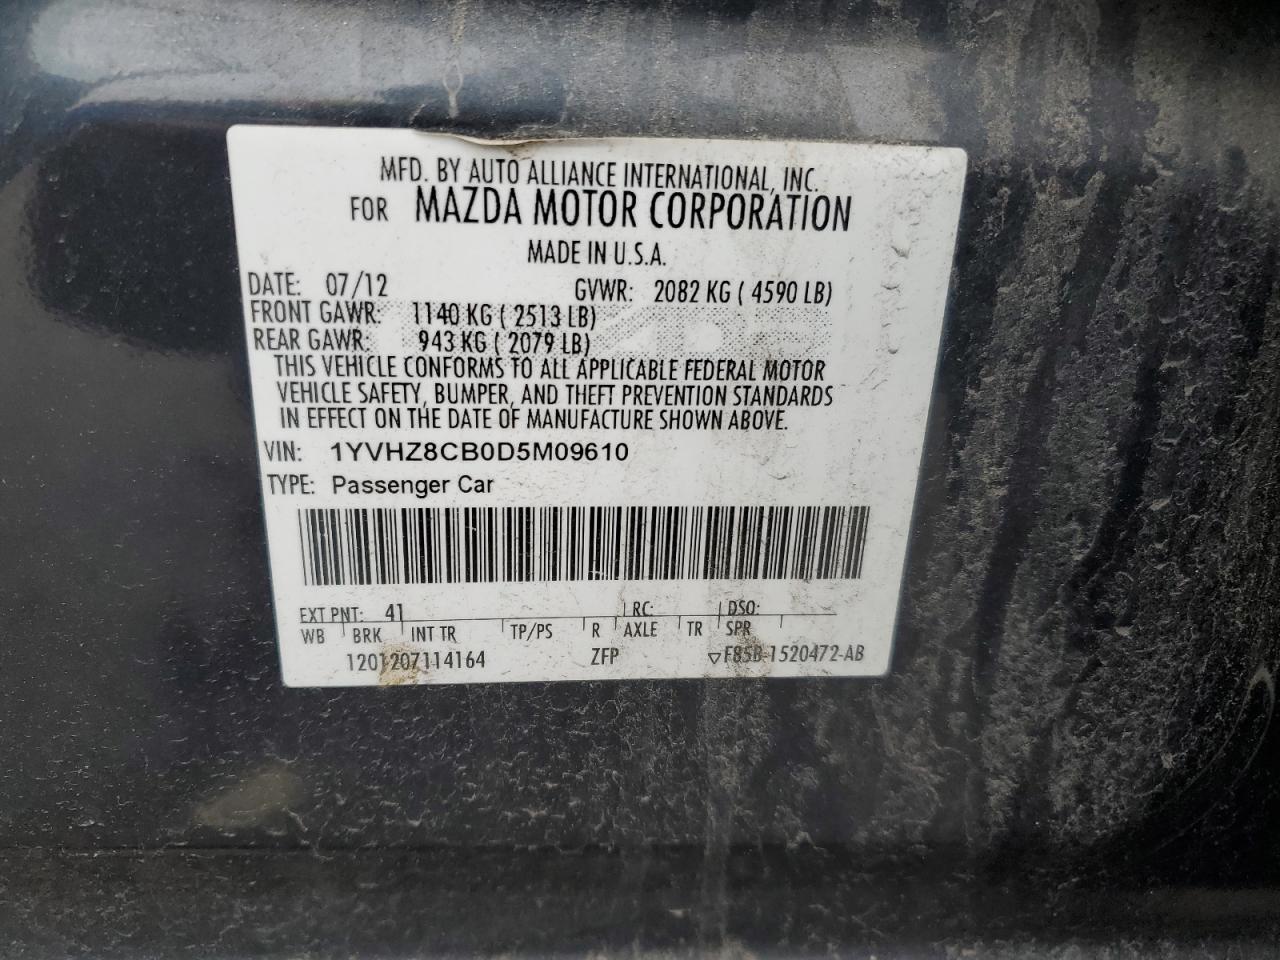 MFD. BY AUTO ALLIANCE INTERNATIONAL, INC.
FOR MAZDA MOTOR CORPORATION
MADE IN U.S.A.
DATE: 07/12 GVWR: 2082 KG ( 4590 LB)
FRONT GAWR: 1140 KG ( 2513 LB)
REAR GAWR: 943 KG ( 2079 LB)
THIS VEHICLE CONFORMS TO ALL APPLICABLE FEDERAL MOTOR
VEHICLE SAFETY, BUMPER, AND THEFT PREVENTION STANDARDS
IN EFFECT ON THE DATE OF MANUFACTURE SHOWN ABOVE.
VIN: 1YVHZ8CB0D5M09610
TYPE: Passenger Car
EXT PNT: 41 RC: DSO:
WB BRK INT TR TP/PS R AXLE TR SPR
1201207114164 ZFP ▽F85B-1520472-AB